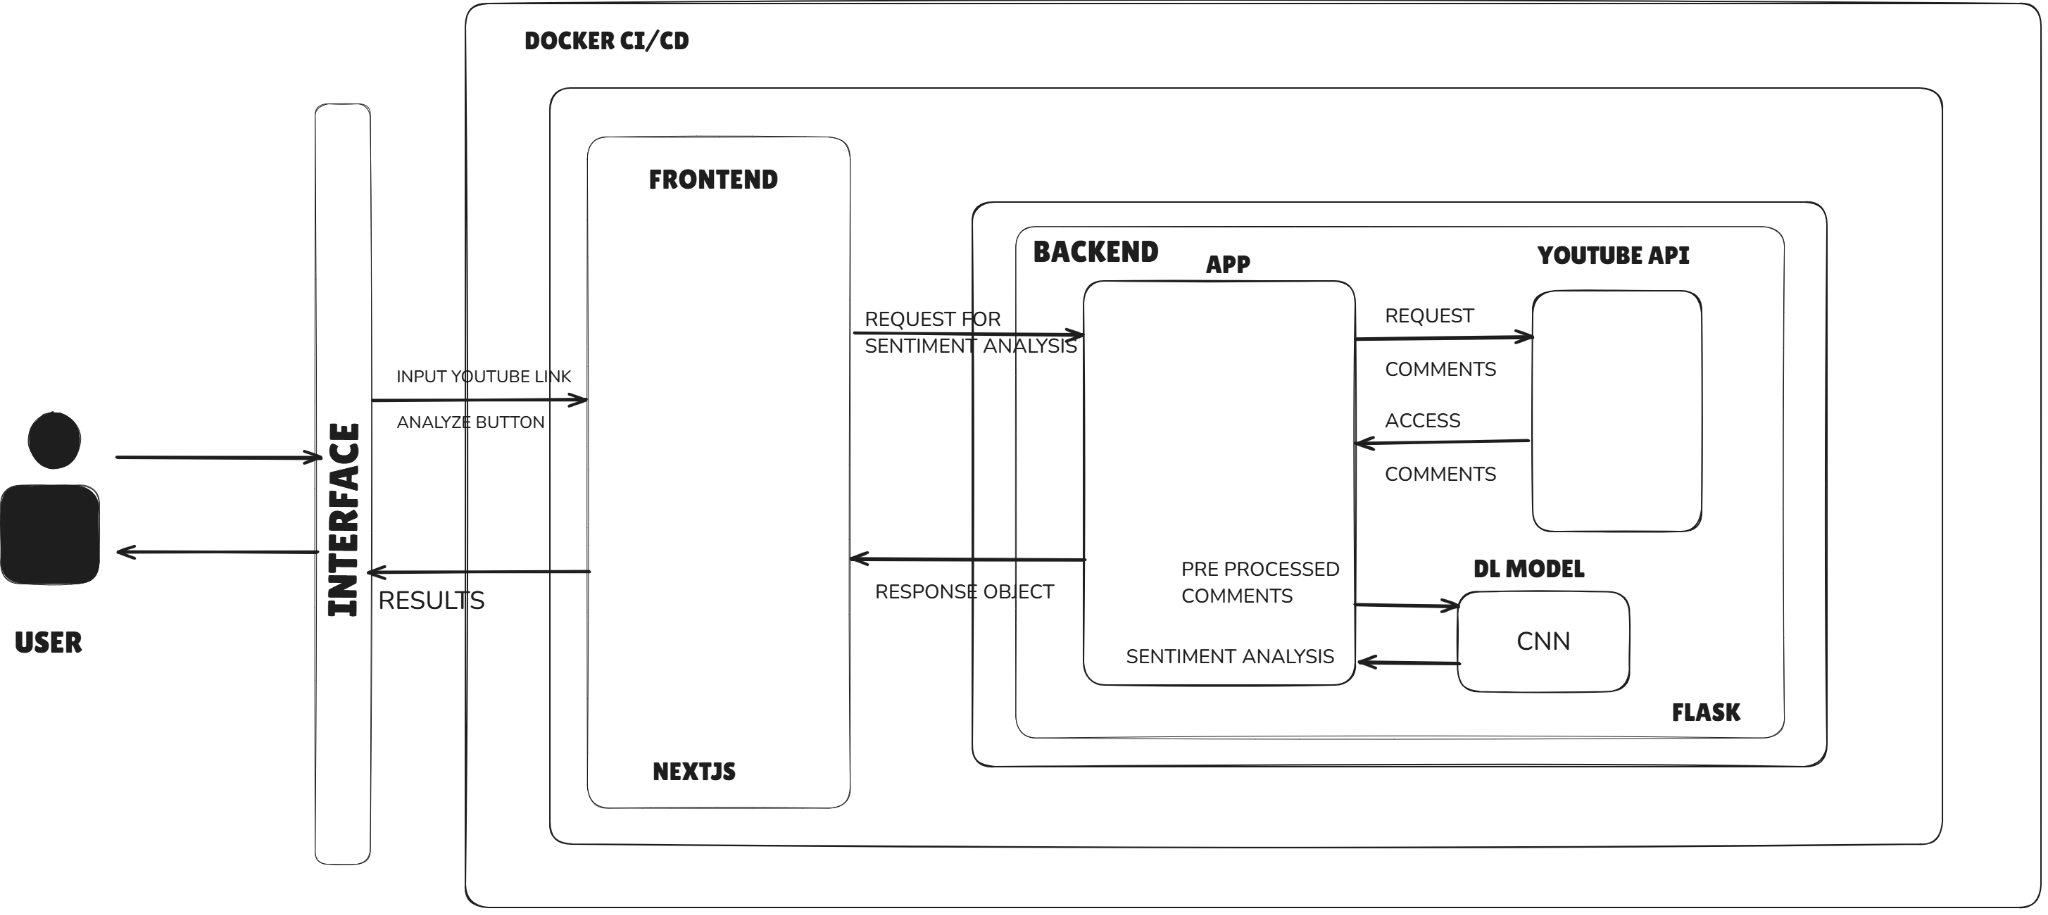 DOCKER CI/CD
FRONTEND
BACKEND
APP
YOUTUBE API
REQUEST FOR
SENTIMENT ANALYSIS
REQUEST
COMMENTS
INPUT YOUTUBE LINK
ANALYZE BUTTON
ACCESS
COMMENTS
INTERFACE
RESULTS
RESPONSE OBJECT
PRE PROCESSED
COMMENTS
DL MODEL
CNN
SENTIMENT ANALYSIS
USER
FLASK
NEXTJS